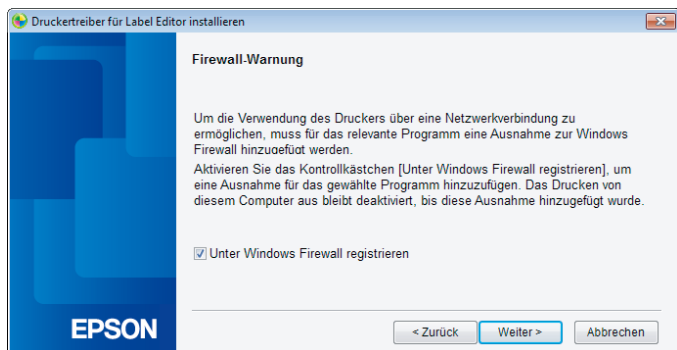 Druckertreiber für Label Editor installieren
Firewall-Warnung
Um die Verwendung des Druckers über eine Netzwerkverbindung zu
ermöglichen, muss für das relevante Programm eine Ausnahme zur Windows
Firewall hinzugefügt werden.
Aktivieren Sie das Kontrollkästchen [Unter Windows Firewall registrieren], um
eine Ausnahme für das gewählte Programm hinzuzufügen. Das Drucken von
diesem Computer aus bleibt deaktiviert, bis diese Ausnahme hinzugefügt wurde.
Unter Windows Firewall registrieren
EPSON
< Zurück Weiter > Abbrechen